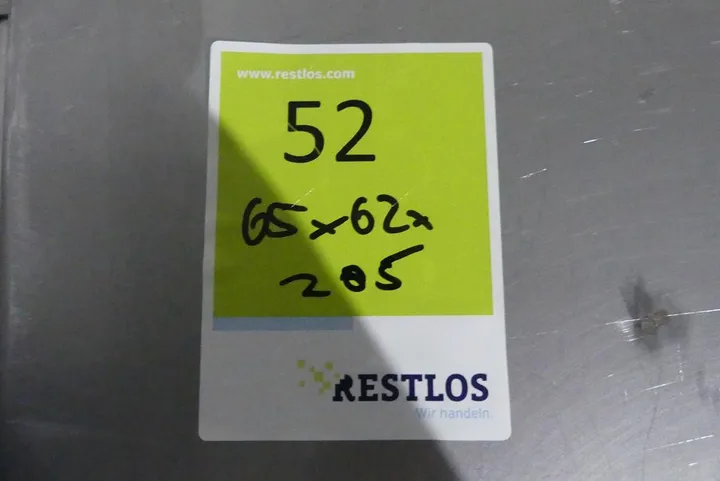 www.restlos.com
52
65x62x
205
RESTLOS
Wir handeln.